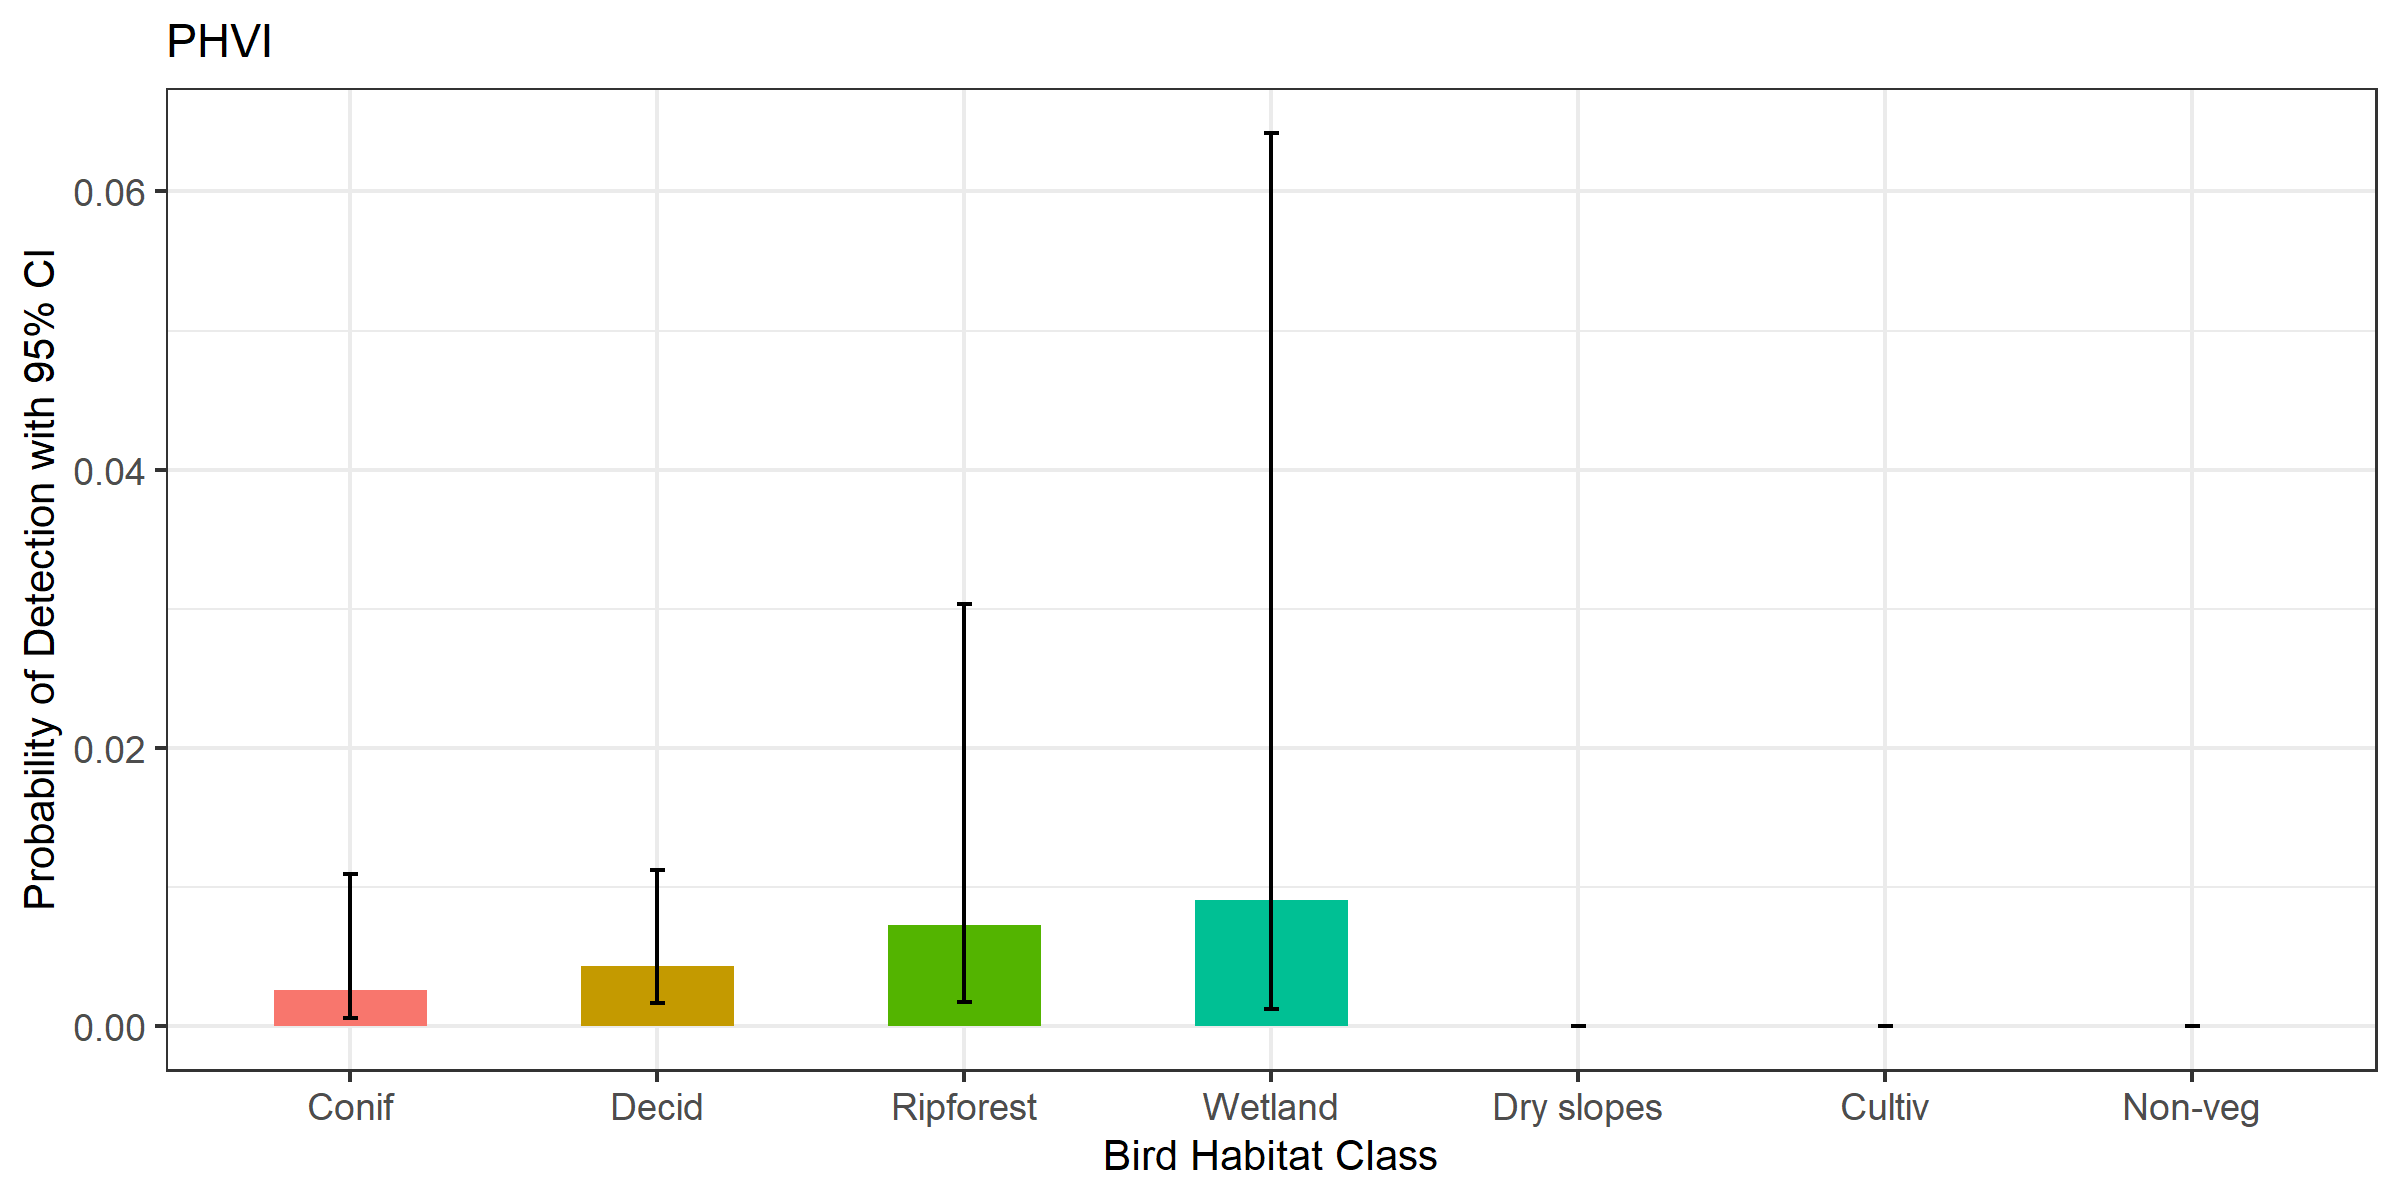 PHVI
Probability of Detection with 95% CI
0.06
0.04
0.02
0.00
Conif Decid Ripforest Wetland Dry slopes Cultiv Non-veg
Bird Habitat Class